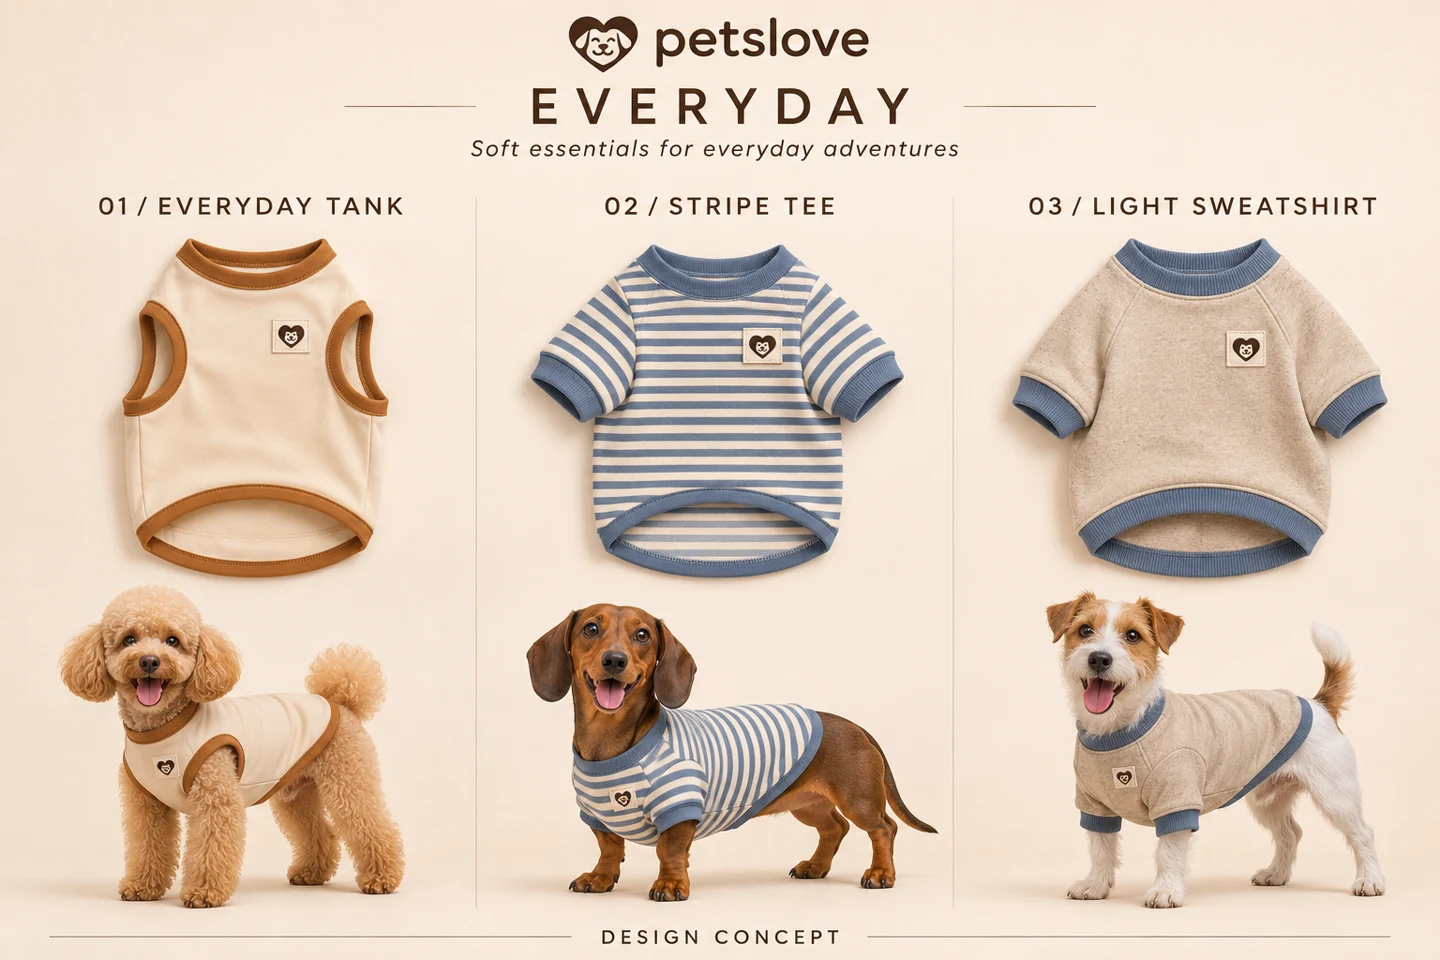 petslove
EVERYDAY
Soft essentials for everyday adventures
01 / EVERYDAY TANK
02 / STRIPE TEE
03 / LIGHT SWEATSHIRT
DESIGN CONCEPT